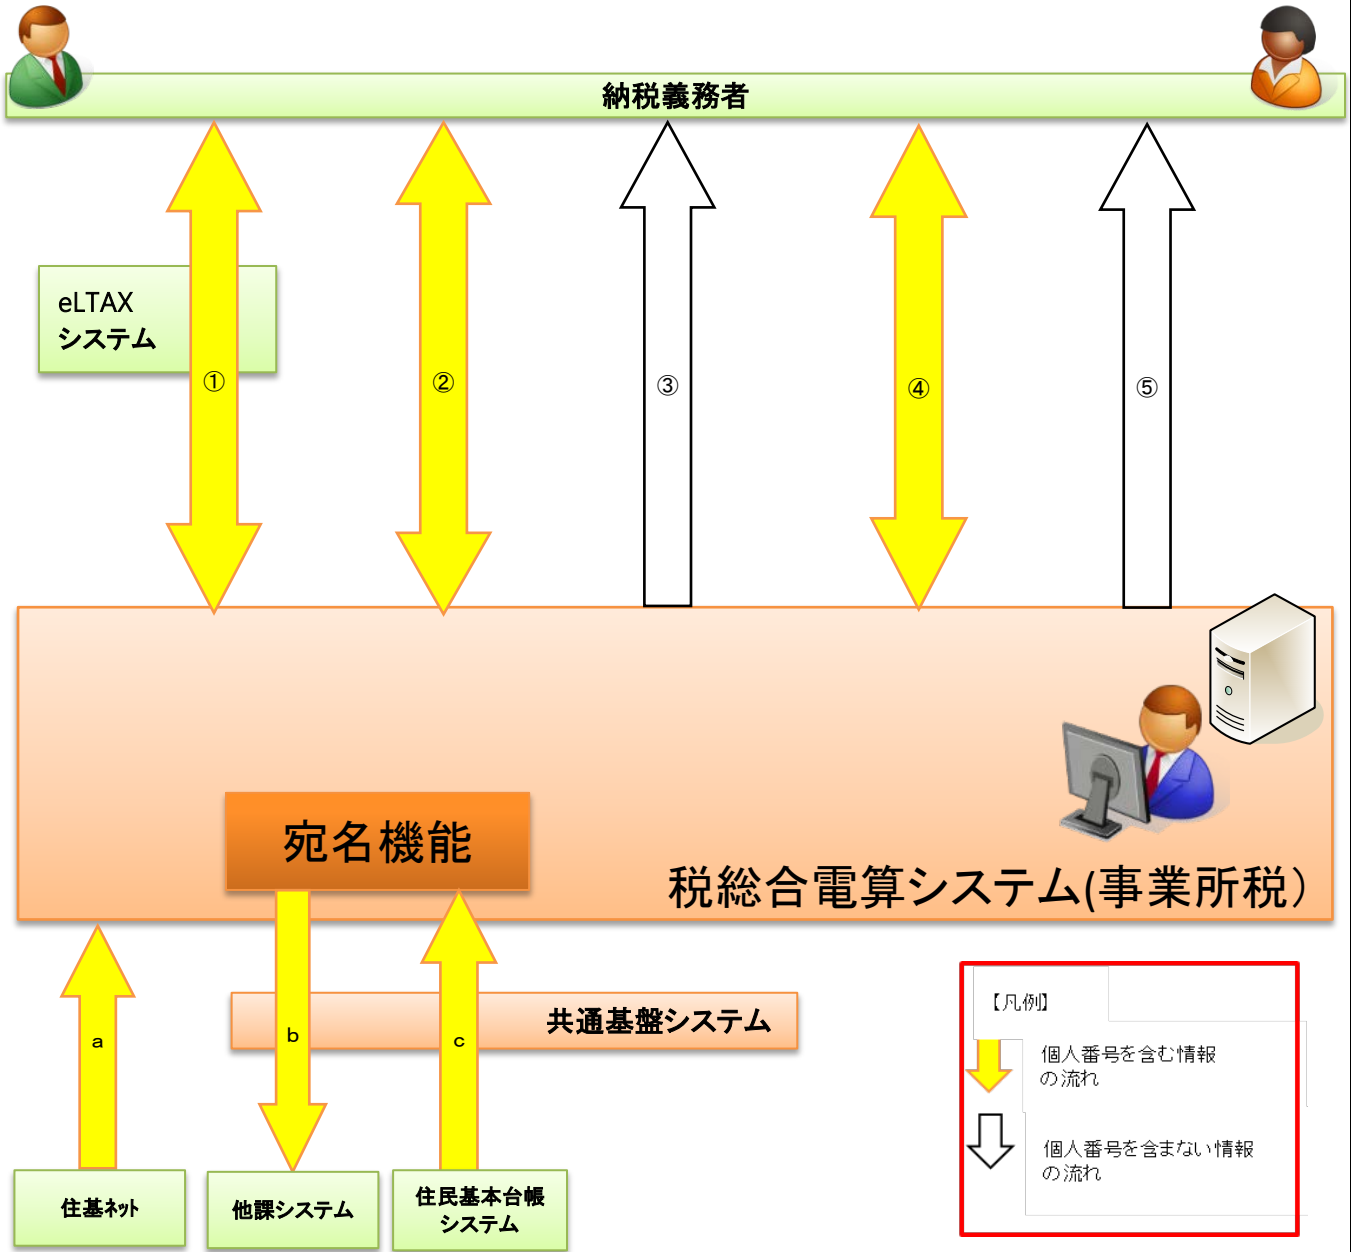 納税義務者
eLTAX
システム
①
②
③
④
⑤
宛名機能
税総合電算システム(事業所税）
共通基盤システム
a
b
c
住基ネット
他課システム
住民基本台帳
システム
【凡例】
個人番号を含む情報
の流れ
個人番号を含まない情報
の流れ